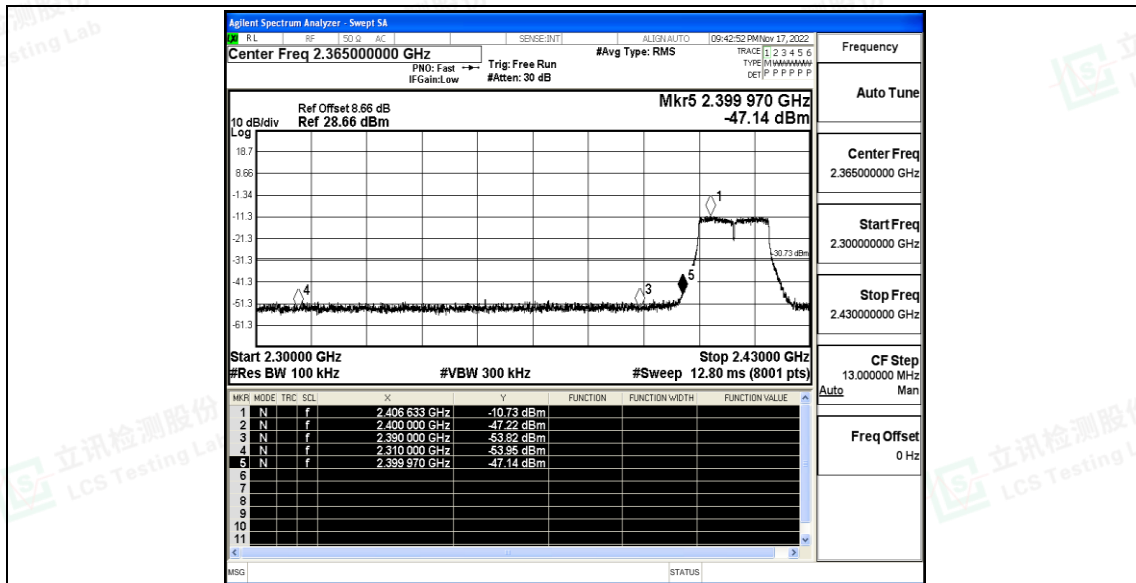 Agilent Spectrum Analyzer - Swept SA
RL RF 50 Ω AC SENSE:INT ALIGN AUTO 09:42:52 PM Nov 17, 2022
Center Freq 2.365000000 GHz
PNO: Fast
IFGain:Low
Trig: Free Run
#Atten: 30 dB
#Avg Type: RMS
TRACE 1 2 3 4 5 6
TYPE M WWWWW
DET P P P P P P
Ref Offset 8.66 dB
10 dB/div Ref 28.66 dBm
Log
Mkr5 2.399 970 GHz
-47.14 dBm
18.7
8.66
-1.34
-11.3
-21.3
-31.3
-41.3
-51.3
-61.3
1
-30.73 dBm
5
4
3
Start 2.30000 GHz Stop 2.43000 GHz
#Res BW 100 kHz #VBW 300 kHz #Sweep 12.80 ms (8001 pts)
MKR MODE TRC SCL X Y FUNCTION FUNCTION WIDTH FUNCTION VALUE
1 N f 2.406 633 GHz -10.73 dBm
2 N f 2.400 000 GHz -47.22 dBm
3 N f 2.390 000 GHz -53.82 dBm
4 N f 2.310 000 GHz -53.95 dBm
5 N f 2.399 970 GHz -47.14 dBm
6
7
8
9
10
11
MSG STATUS
Frequency
Auto Tune
Center Freq
2.365000000 GHz
Start Freq
2.300000000 GHz
Stop Freq
2.430000000 GHz
CF Step
13.000000 MHz
Auto Man
Freq Offset
0 Hz
立讯检测股份
LCS Testing Lab
立讯检测股份
LCS Testing Lab